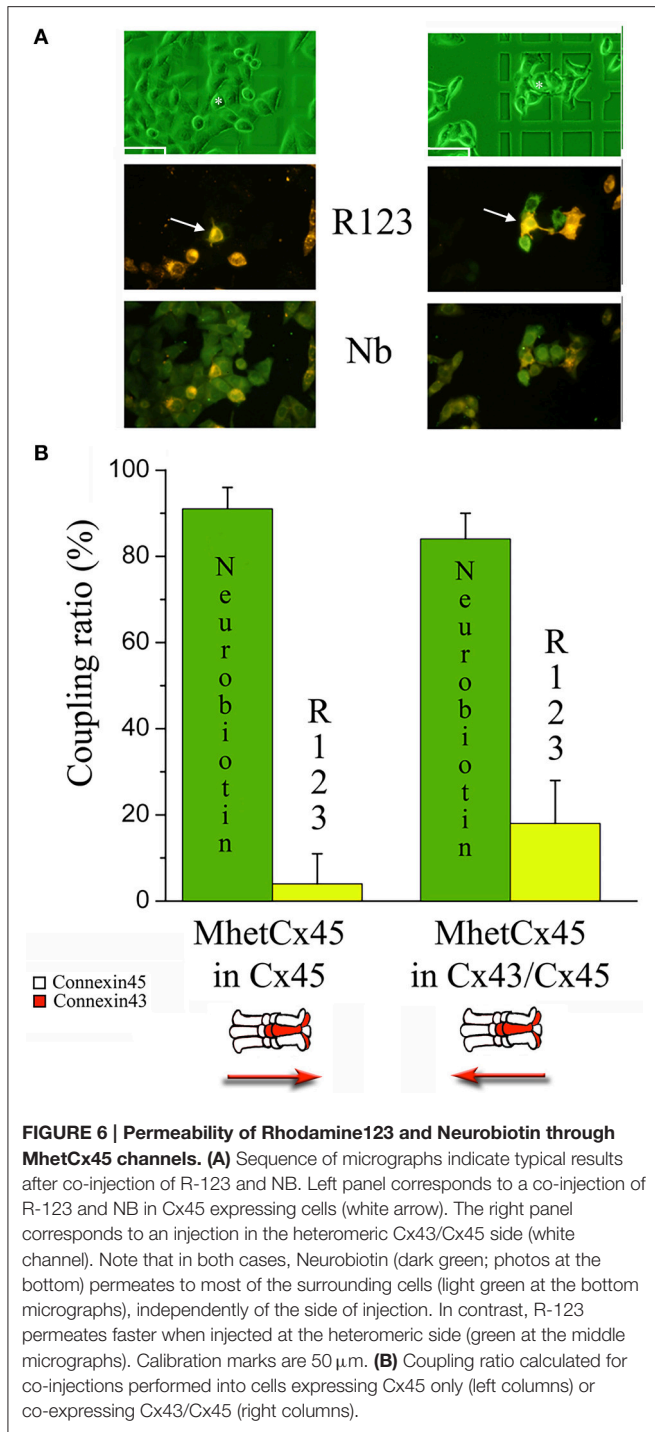 A
*
*
R123
Nb
B
100
80
60
40
20
0
Coupling ratio (%)
Neurobiotin
R123
Neurobiotin
R123
MhetCx45
in Cx45
MhetCx45
in Cx43/Cx45
Connexin45
Connexin43
FIGURE 6 | Permeability of Rhodamine123 and Neurobiotin through
MhetCx45 channels. (A) Sequence of micrographs indicate typical results
after co-injection of R-123 and NB. Left panel corresponds to a co-injection of
R-123 and NB in Cx45 expressing cells (white arrow). The right panel
corresponds to an injection in the heteromeric Cx43/Cx45 side (white
channel). Note that in both cases, Neurobiotin (dark green; photos at the
bottom) permeates to most of the surrounding cells (light green at the bottom
micrographs), independently of the side of injection. In contrast, R-123
permeates faster when injected at the heteromeric side (green at the middle
micrographs). Calibration marks are 50 μm. (B) Coupling ratio calculated for
co-injections performed into cells expressing Cx45 only (left columns) or
co-expressing Cx43/Cx45 (right columns).